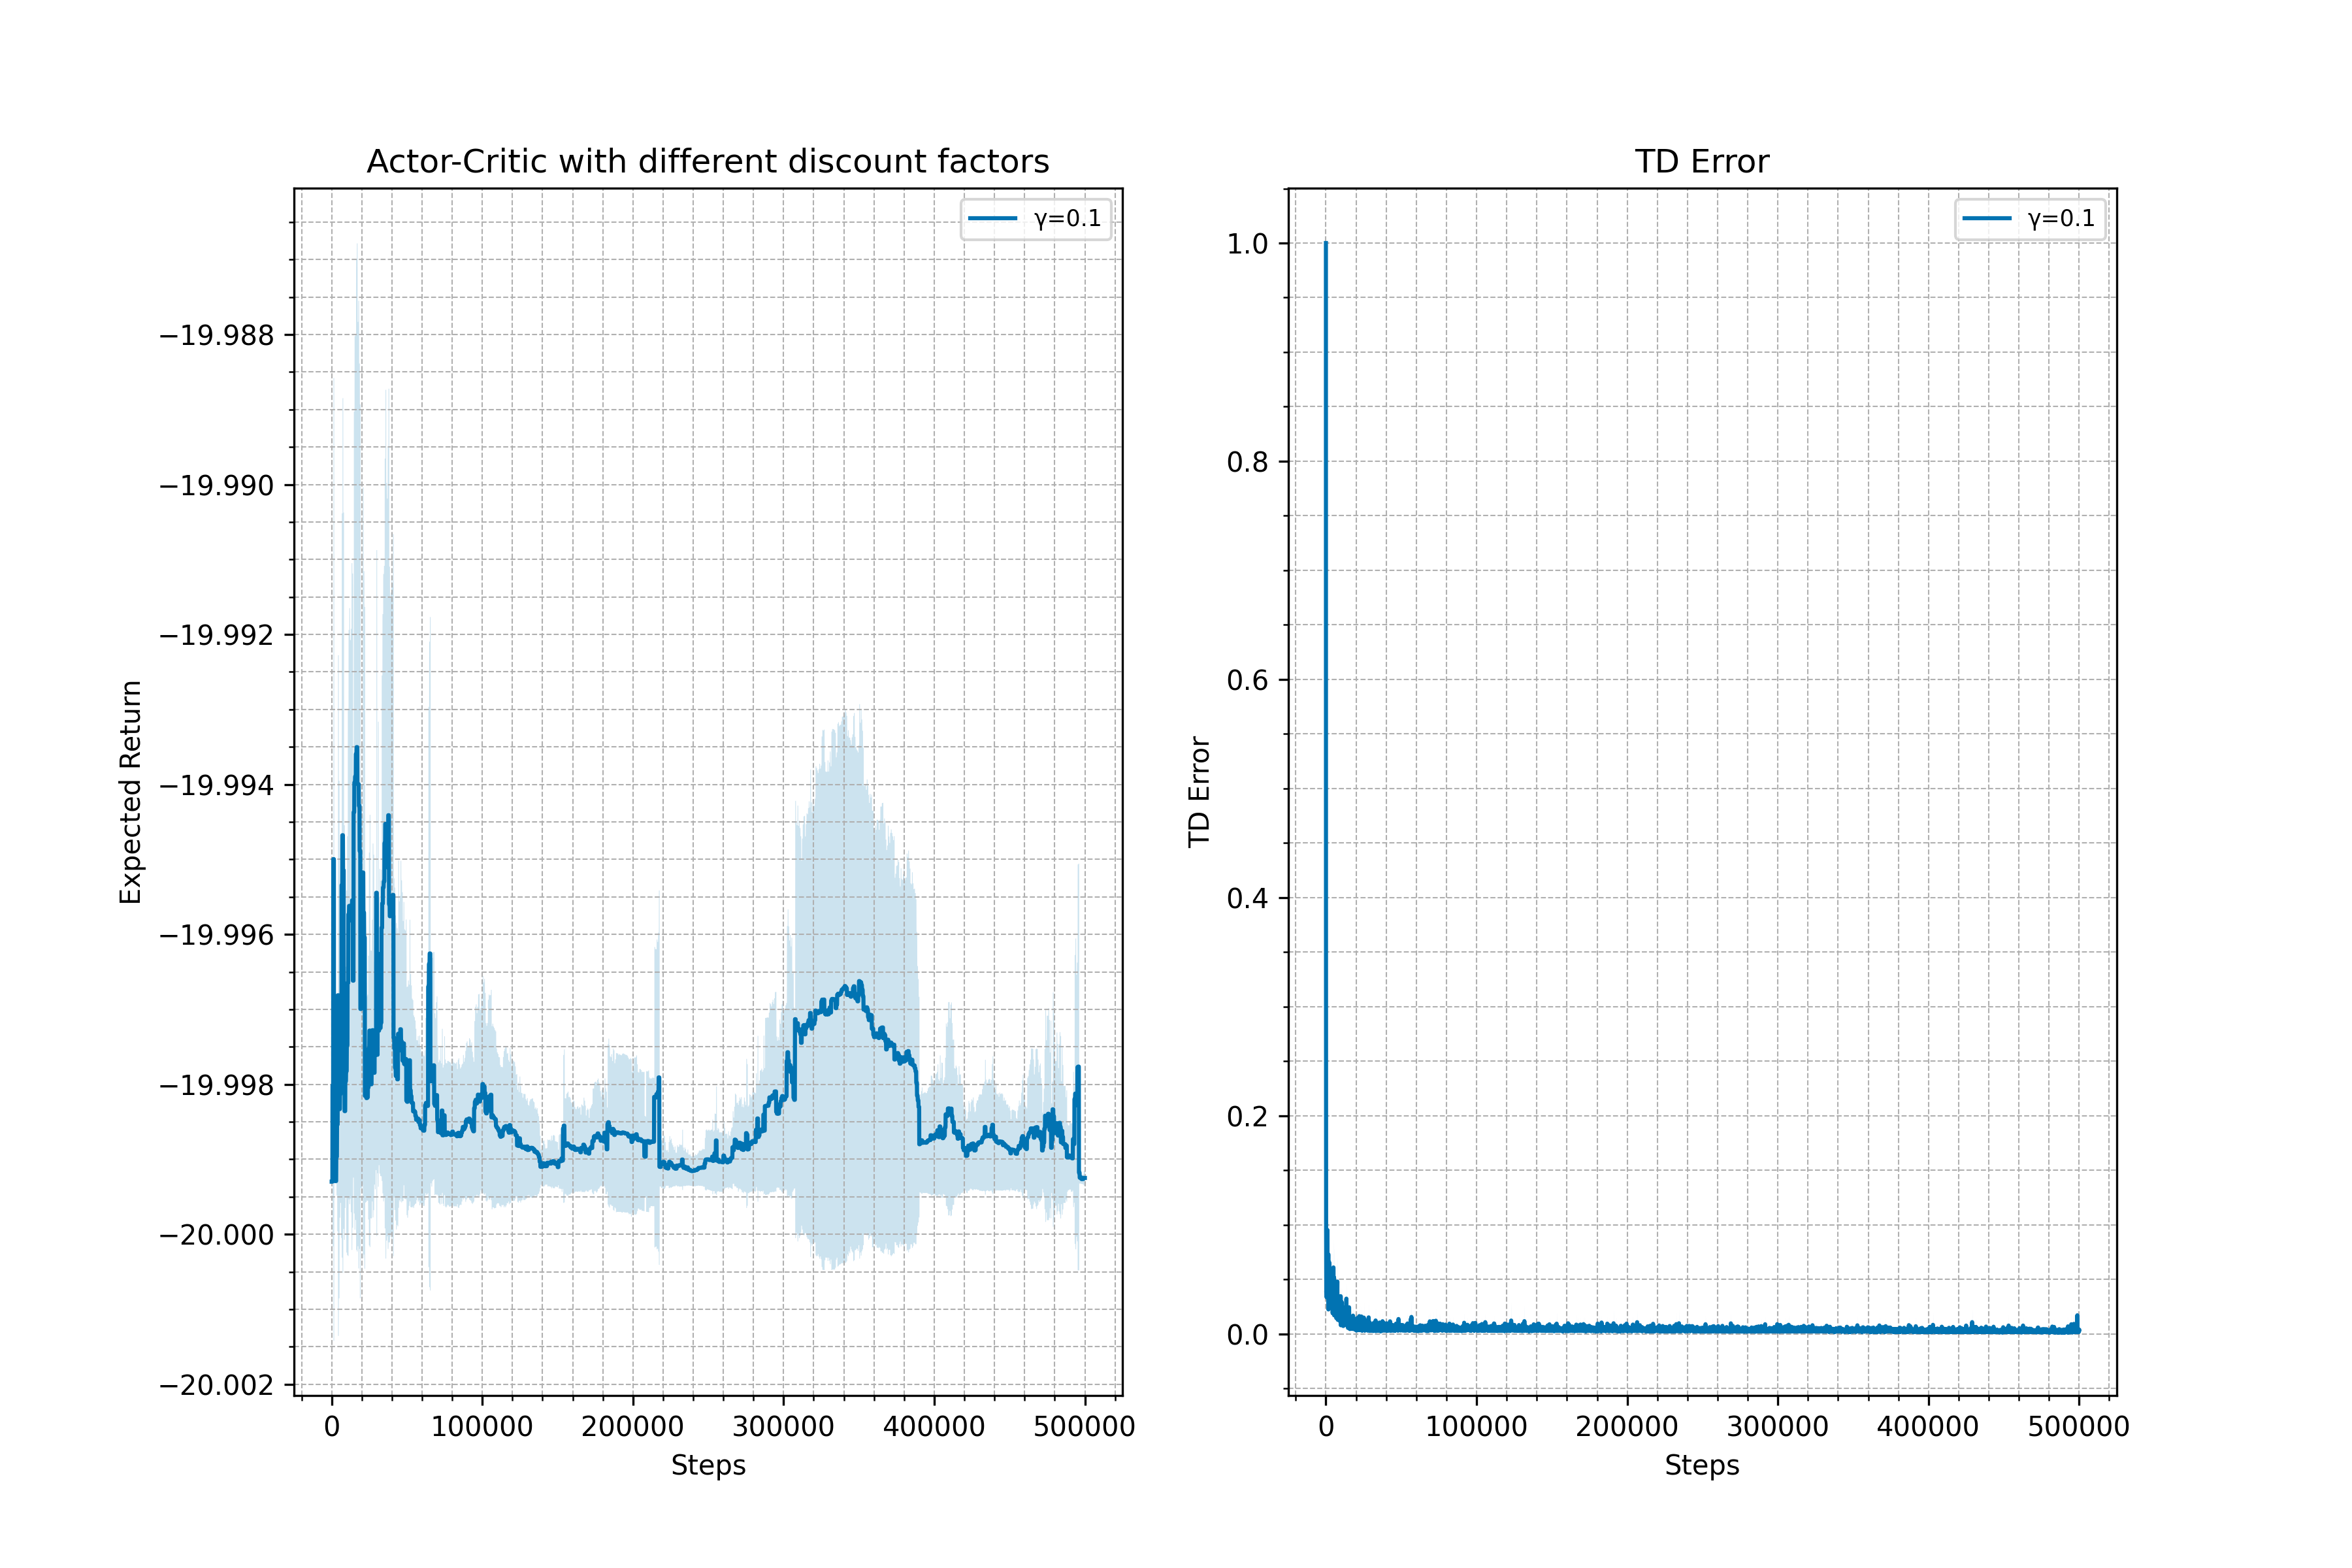 Actor-Critic with different discount factors
γ=0.1
Expected Return
−19.988
−19.990
−19.992
−19.994
−19.996
−19.998
−20.000
−20.002
0 100000 200000 300000 400000 500000
Steps
TD Error
γ=0.1
TD Error
1.0
0.8
0.6
0.4
0.2
0.0
0 100000 200000 300000 400000 500000
Steps